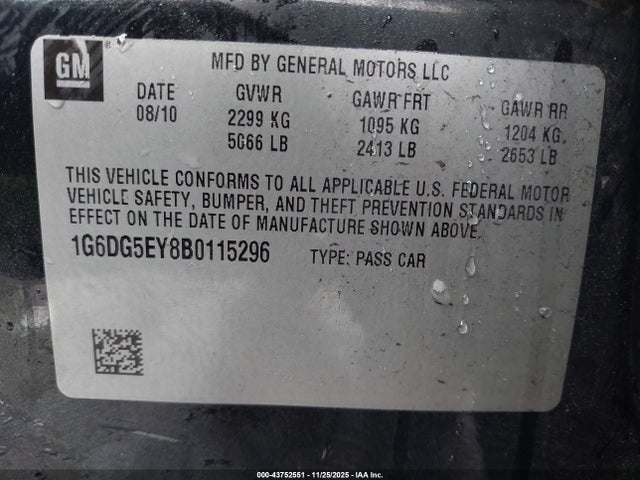 GM
MFD BY GENERAL MOTORS LLC
DATE GVWR GAWR FRT GAWR RR
08/10 2299 KG 1095 KG 1204 KG
5066 LB 2413 LB 2653 LB
THIS VEHICLE CONFORMS TO ALL APPLICABLE U.S. FEDERAL MOTOR
VEHICLE SAFETY, BUMPER, AND THEFT PREVENTION STANDARDS IN
EFFECT ON THE DATE OF MANUFACTURE SHOWN ABOVE.
1G6DG5EY8B0115296 TYPE: PASS CAR
000-43752551 - 11/25/2025 - IAA Inc.